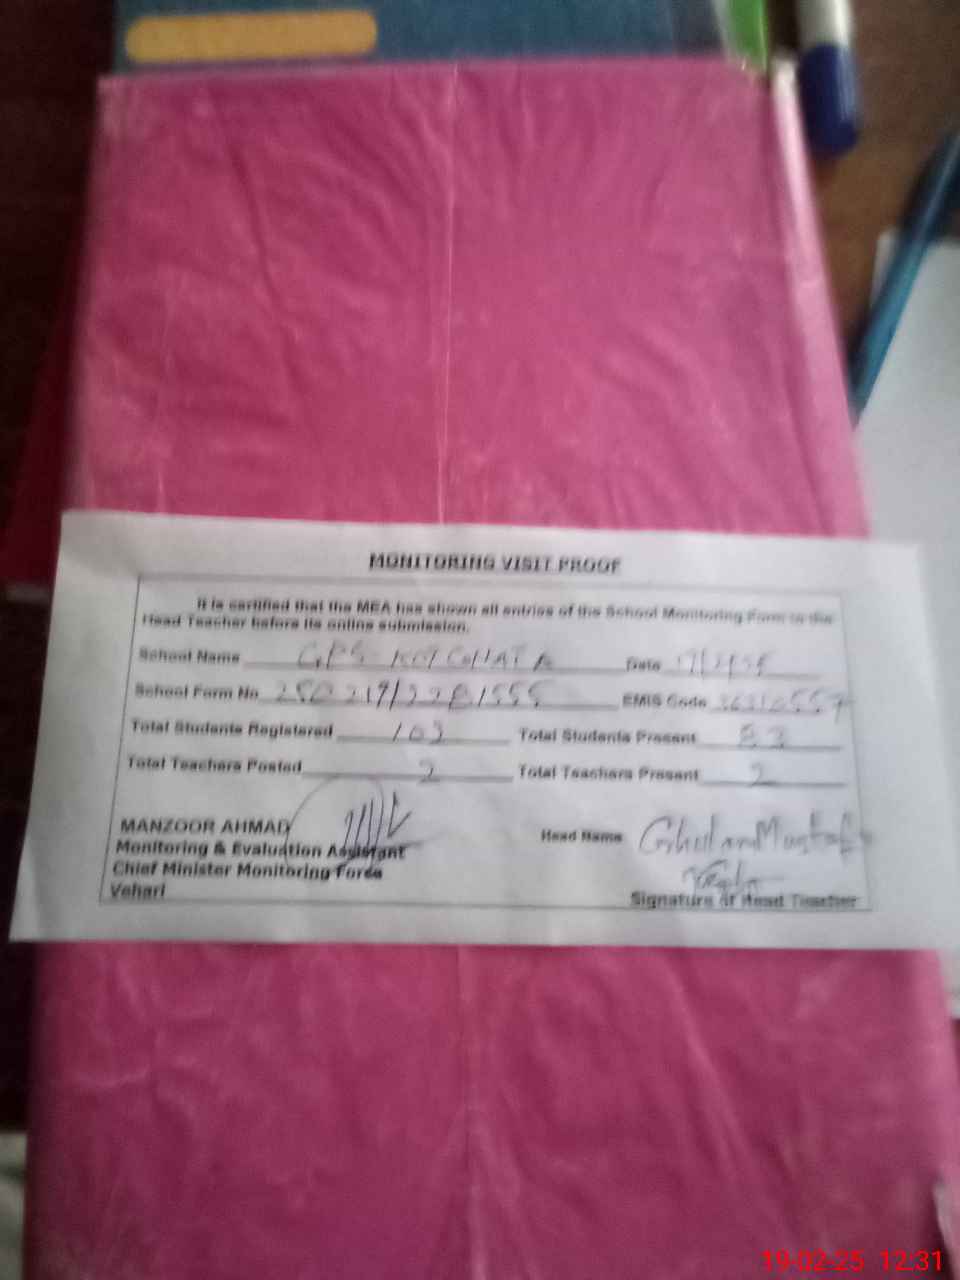 MONITORING VISIT PROOF
It is certified that the MEA has shown all entries of the School Monitoring Form to the
Head Teacher before its online submission.
School Name GPS Date
School Form No EMIS Code
Total Students Registered 103 Total Students Present 83
Total Teachers Posted 2 Total Teachers Present 2
MANZOOR AHMAD Head Name Ghulam Mustafa
Monitoring & Evaluation Assistant
Chief Minister Monitoring Force
Vehari Signature of Head Teacher
19-02-25 12:31